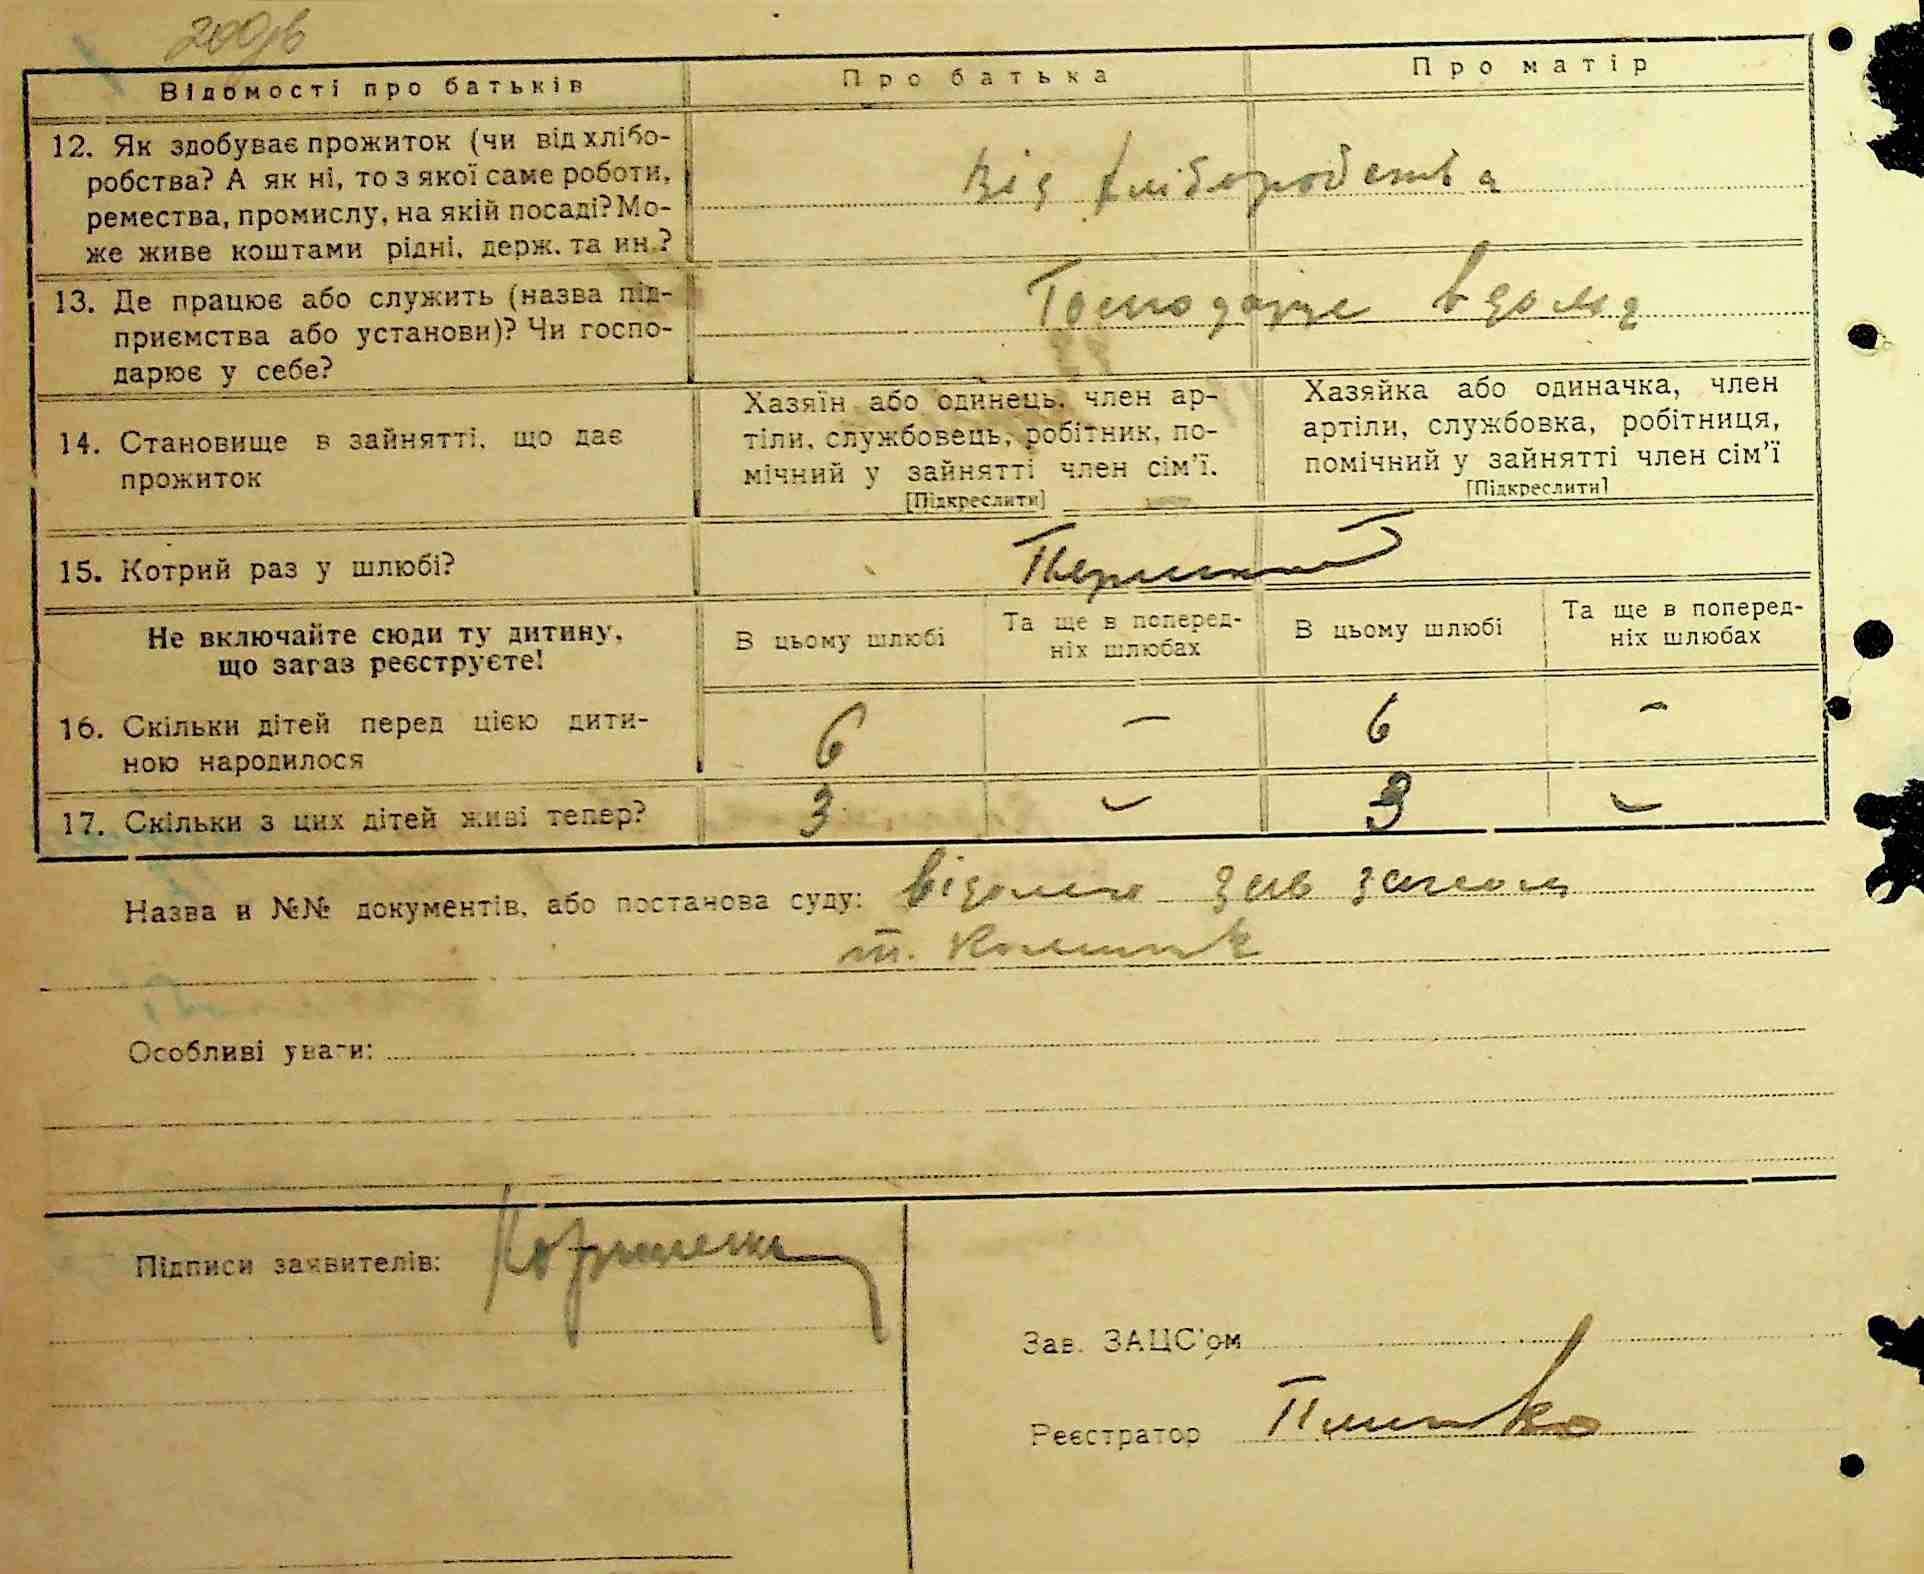 Відомості про батьків
Про батька
Про матір
12. Як здобуває прожиток (чи від хлібо-
робства? А як ні, то з якої саме роботи,
ремества, промислу, на якій посаді? Мо-
же живе коштами рідні, держ. та ин.?
від хліборобства
13. Де працює або служить (назва під-
приємства або установи)? Чи госпо-
дарює у себе?
Господарює вдома
14. Становище в зайнятті, що дає
прожиток
Хазяїн або одинець, член ар-
тіли, службовець, робітник, по-
мічний у зайнятті член сім'ї.
[Підкреслити]
Хазяйка або одиначка, член
артіли, службовка, робітниця,
помічний у зайнятті член сім'ї
[Підкреслити]
15. Котрий раз у шлюбі?
Не включайте сюди ту дитину,
що зараз реєструєте!
В цьому шлюбі
Та ще в поперед-
ніх шлюбах
В цьому шлюбі
Та ще в поперед-
ніх шлюбах
16. Скільки дітей перед цією дити-
ною народилося
6 - 6 -
17. Скільки з цих дітей живі тепер?
3 - 3 -
Назва и №№ документів, або постанова суду:
Особливі уваги:
Підписи заявителів:
Зав. ЗАЦС'ом
Реєстратор